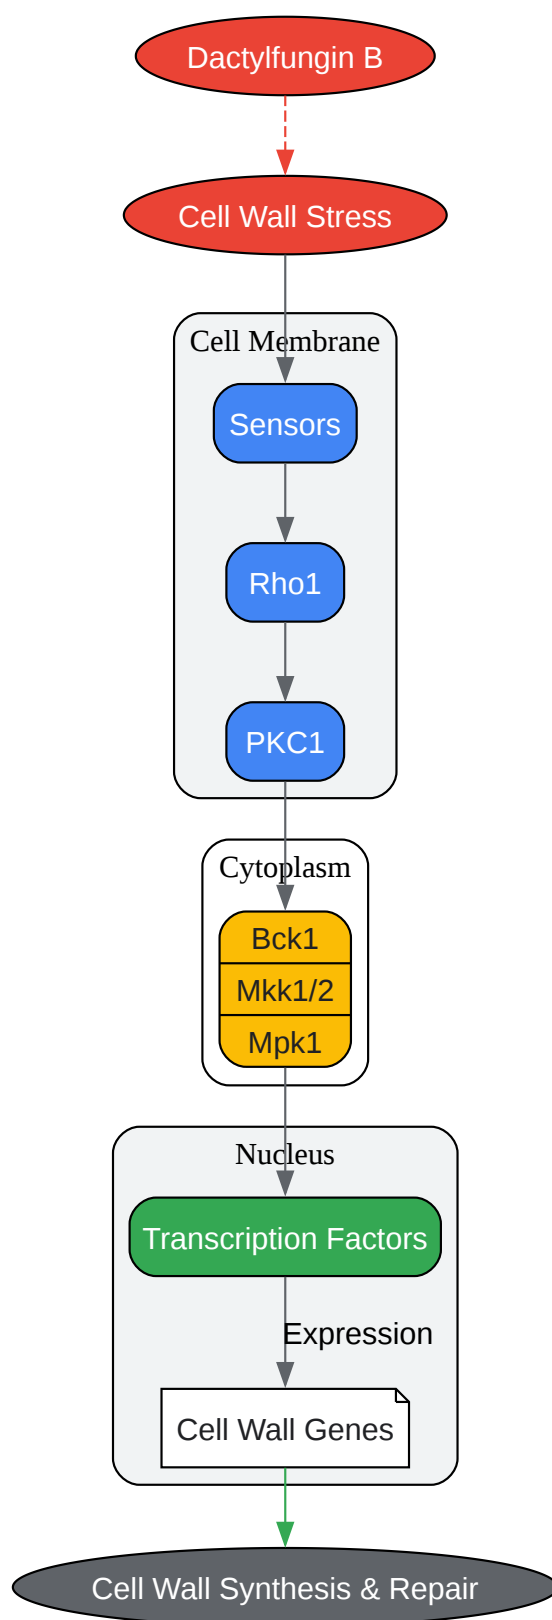 Dactylfungin B
Cell Wall Stress
Cell Membrane
Sensors
Rho1
PKC1
Cytoplasm
Bck1
Mkk1/2
Mpk1
Nucleus
Transcription Factors
Expression
Cell Wall Genes
Cell Wall Synthesis & Repair